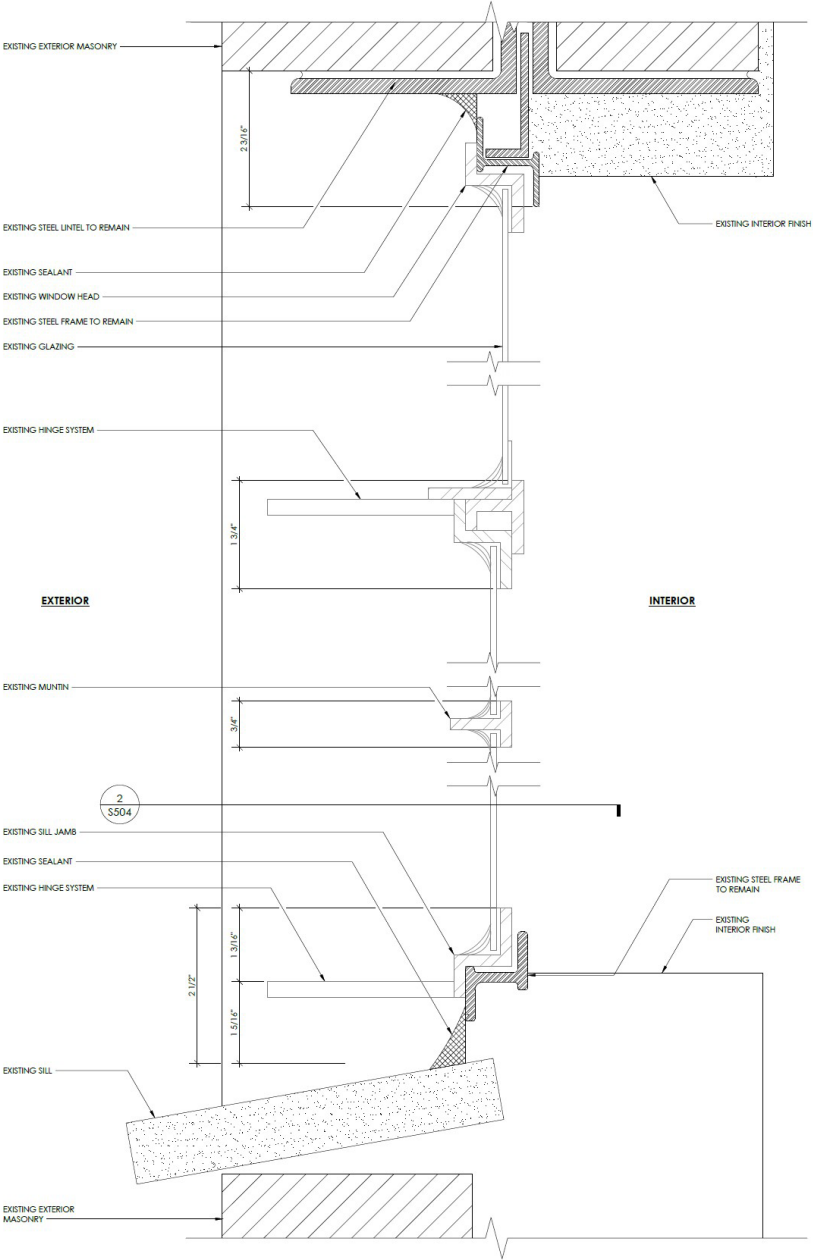 EXISTING EXTERIOR MASONRY
2 3/16"
EXISTING STEEL LINTEL TO REMAIN
EXISTING INTERIOR FINISH
EXISTING SEALANT
EXISTING WINDOW HEAD
EXISTING STEEL FRAME TO REMAIN
EXISTING GLAZING
EXISTING HINGE SYSTEM
1 3/4"
EXTERIOR
INTERIOR
EXISTING MUNTIN
3/4"
2
S504
EXISTING SILL JAMB
EXISTING SEALANT
EXISTING HINGE SYSTEM
EXISTING STEEL FRAME
TO REMAIN
EXISTING
INTERIOR FINISH
1 3/16"
2 1/2"
1 5/16"
EXISTING SILL
EXISTING EXTERIOR
MASONRY